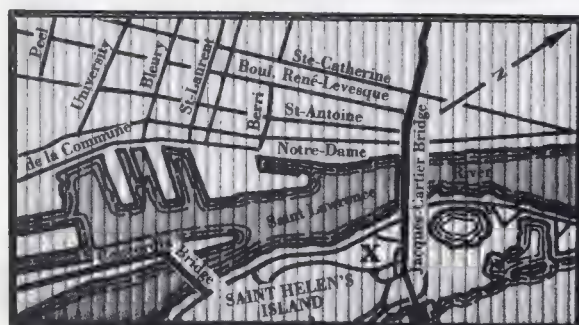 Peel
University
Bleury
St-Laurent
Berri
Ste-Catherine
Boul. René-Levesque
St-Antoine
Notre-Dame
de la Commune
N
Jacques-Cartier Bridge
Saint Lawrence
River
Bridge
X
SAINT HELEN'S
ISLAND